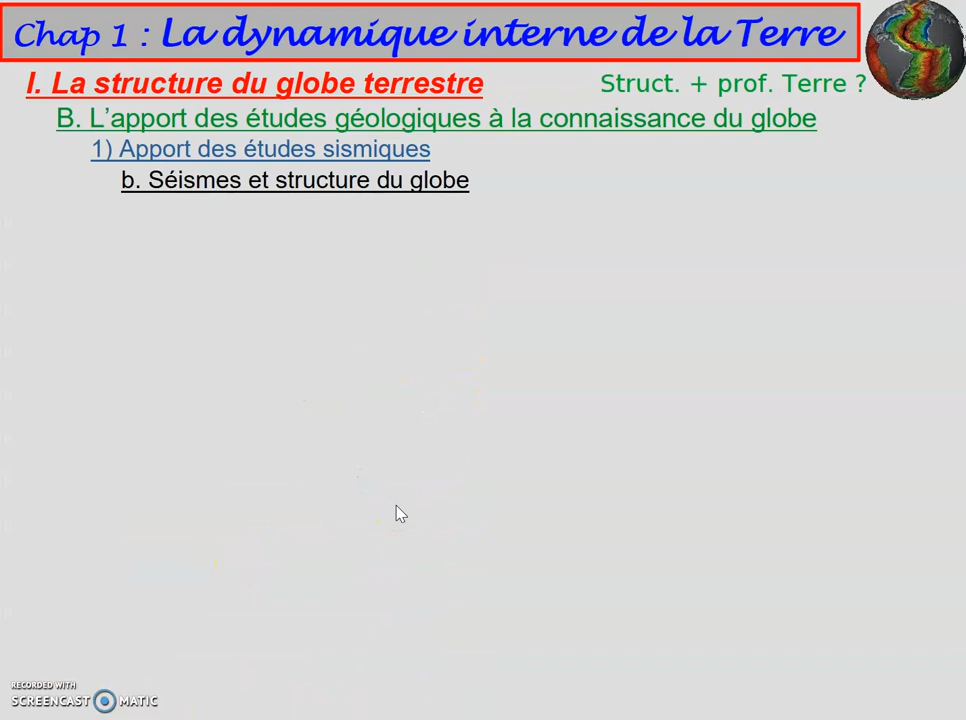 Chap 1 : La dynamique interne de la Terre
I. La structure du globe terrestre
Struct. + prof. Terre ?
B. L’apport des études géologiques à la connaissance du globe
1) Apport des études sismiques
b. Séismes et structure du globe
RECORDED WITH
SCREENCAST MATIC